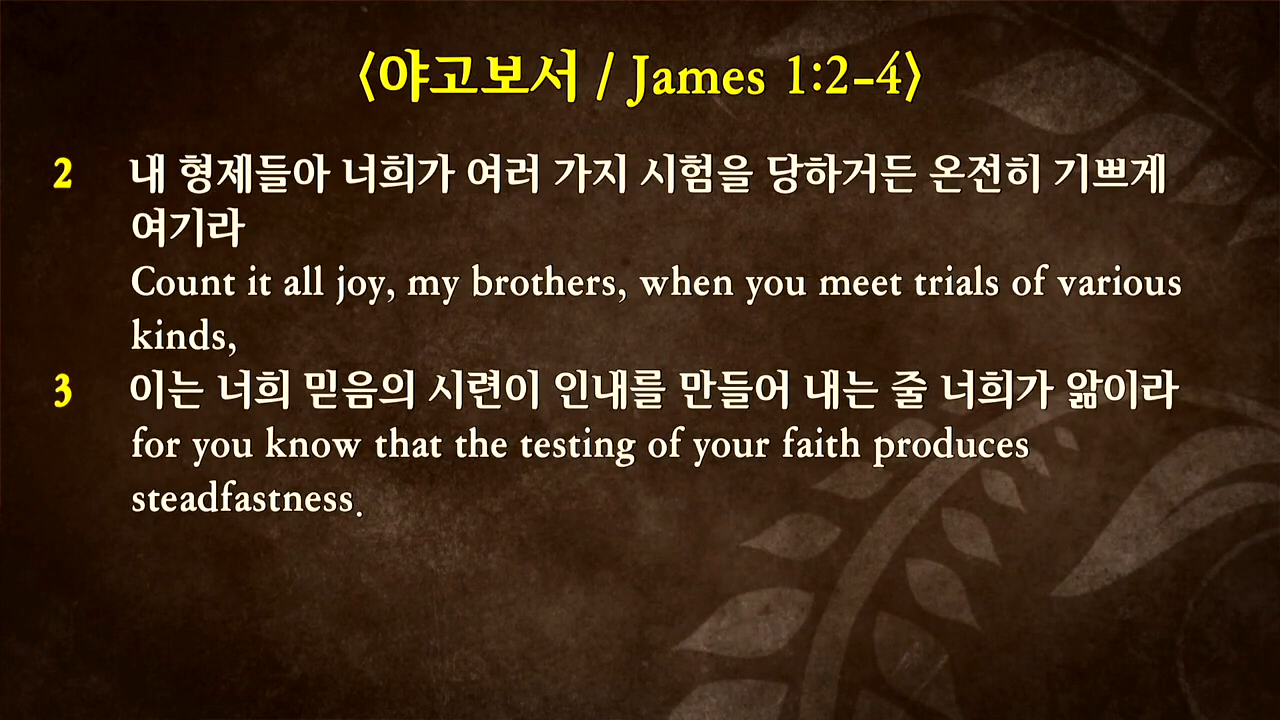 〈야고보서 / James 1:2-4〉
2 내 형제들아 너희가 여러 가지 시험을 당하거든 온전히 기쁘게
여기라
Count it all joy, my brothers, when you meet trials of various
kinds,
3 이는 너희 믿음의 시련이 인내를 만들어 내는 줄 너희가 앎이라
for you know that the testing of your faith produces
steadfastness.